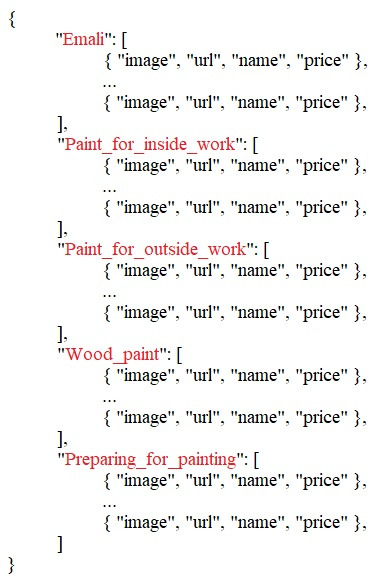 {
"Emali": [
{ "image", "url", "name", "price" },
...
{ "image", "url", "name", "price" },
],
"Paint_for_inside_work": [
{ "image", "url", "name", "price" },
...
{ "image", "url", "name", "price" },
],
"Paint_for_outside_work": [
{ "image", "url", "name", "price" },
...
{ "image", "url", "name", "price" },
],
"Wood_paint": [
{ "image", "url", "name", "price" },
...
{ "image", "url", "name", "price" },
],
"Preparing_for_painting": [
{ "image", "url", "name", "price" },
...
{ "image", "url", "name", "price" },
]
}